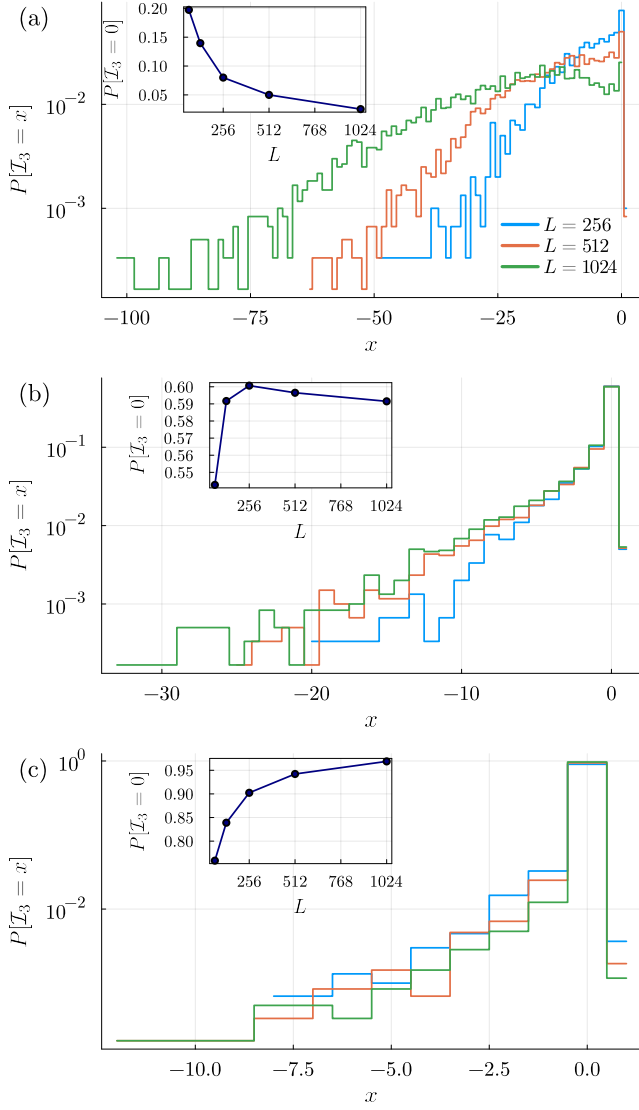 (a)
P[I₃ = 0]
0.20
0.15
0.10
0.05
256 512 768 1024
L
P[I₃ = x]
10⁻²
10⁻³
L = 256
L = 512
L = 1024
−100 −75 −50 −25 0
x
(b)
P[I₃ = 0]
0.60
0.59
0.58
0.57
0.56
0.55
256 512 768 1024
L
P[I₃ = x]
10⁻¹
10⁻²
10⁻³
−30 −20 −10 0
x
(c)
P[I₃ = 0]
0.95
0.90
0.85
0.80
256 512 768 1024
L
P[I₃ = x]
10⁰
10⁻²
−10.0 −7.5 −5.0 −2.5 0.0
x